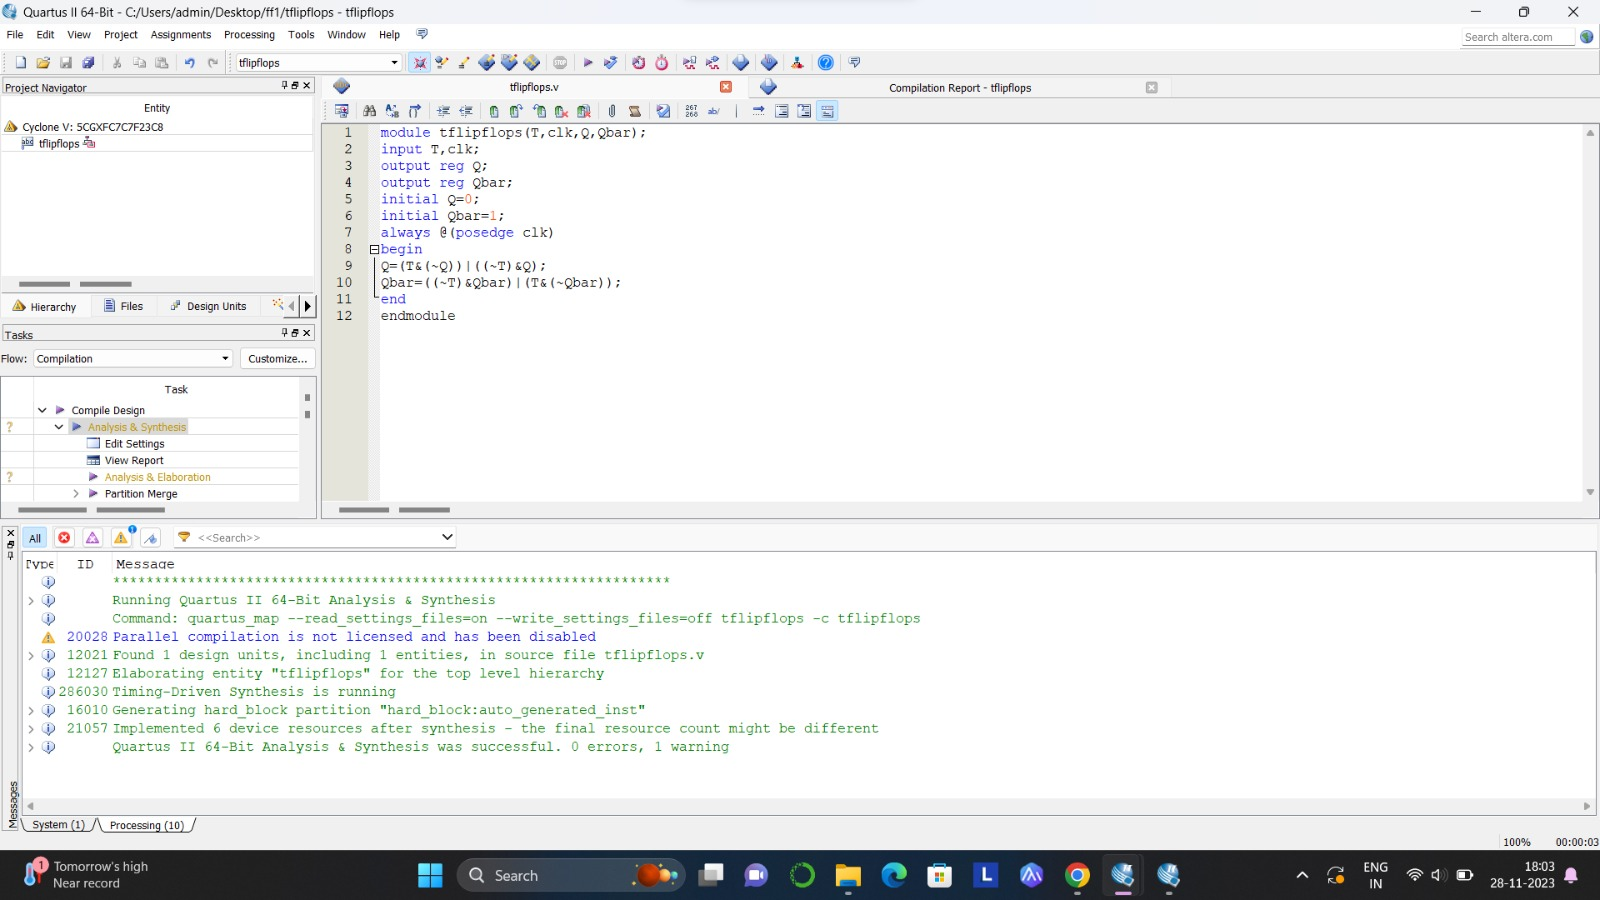 Quartus II 64-Bit - C:/Users/admin/Desktop/ff1/tflipflops - tflipflops
File Edit View Project Assignments Processing Tools Window Help
Search altera.com
tflipflops
Project Navigator
Entity
Cyclone V: 5CGXFC7C7F23C8
tflipflops
Hierarchy Files Design Units
Tasks
Flow: Compilation Customize...
Task
Compile Design
? Analysis & Synthesis
Edit Settings
View Report
? Analysis & Elaboration
Partition Merge
tflipflops.v
Compilation Report - tflipflops
267
268
ab/
1 module tflipflops(T,clk,Q,Qbar);
2 input T,clk;
3 output reg Q;
4 output reg Qbar;
5 initial Q=0;
6 initial Qbar=1;
7 always @(posedge clk)
8 begin
9 Q=(T&(~Q))|((~T)&Q);
10 Qbar=((~T)&Qbar)|(T&(~Qbar));
11 end
12 endmodule
All <<Search>>
Type ID Message
*******************************************************************
Running Quartus II 64-Bit Analysis & Synthesis
Command: quartus_map --read_settings_files=on --write_settings_files=off tflipflops -c tflipflops
20028 Parallel compilation is not licensed and has been disabled
12021 Found 1 design units, including 1 entities, in source file tflipflops.v
12127 Elaborating entity "tflipflops" for the top level hierarchy
286030 Timing-Driven Synthesis is running
16010 Generating hard_block partition "hard_block:auto_generated_inst"
21057 Implemented 6 device resources after synthesis - the final resource count might be different
Quartus II 64-Bit Analysis & Synthesis was successful. 0 errors, 1 warning
Messages
System (1) Processing (10)
100% 00:00:03
1
Tomorrow's high
Near record
Search
L
ENG
IN
18:03
28-11-2023